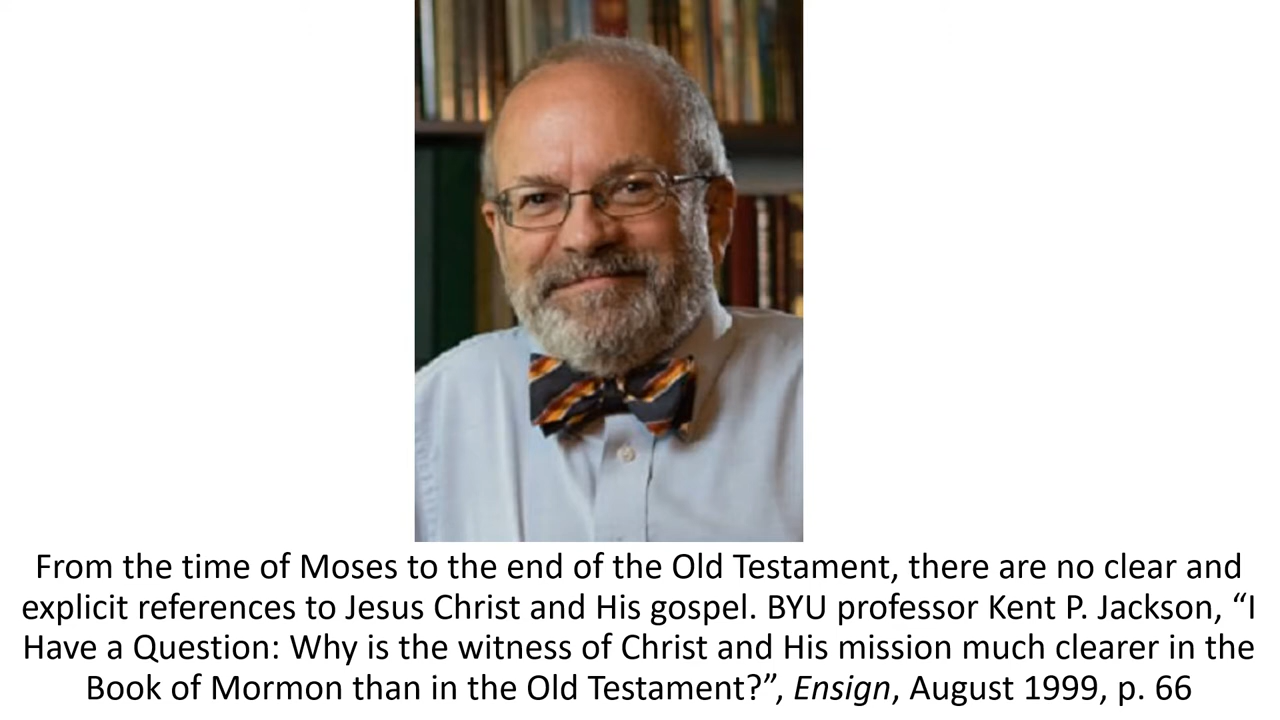 From the time of Moses to the end of the Old Testament, there are no clear and
explicit references to Jesus Christ and His gospel. BYU professor Kent P. Jackson, “I
Have a Question: Why is the witness of Christ and His mission much clearer in the
Book of Mormon than in the Old Testament?”, Ensign, August 1999, p. 66